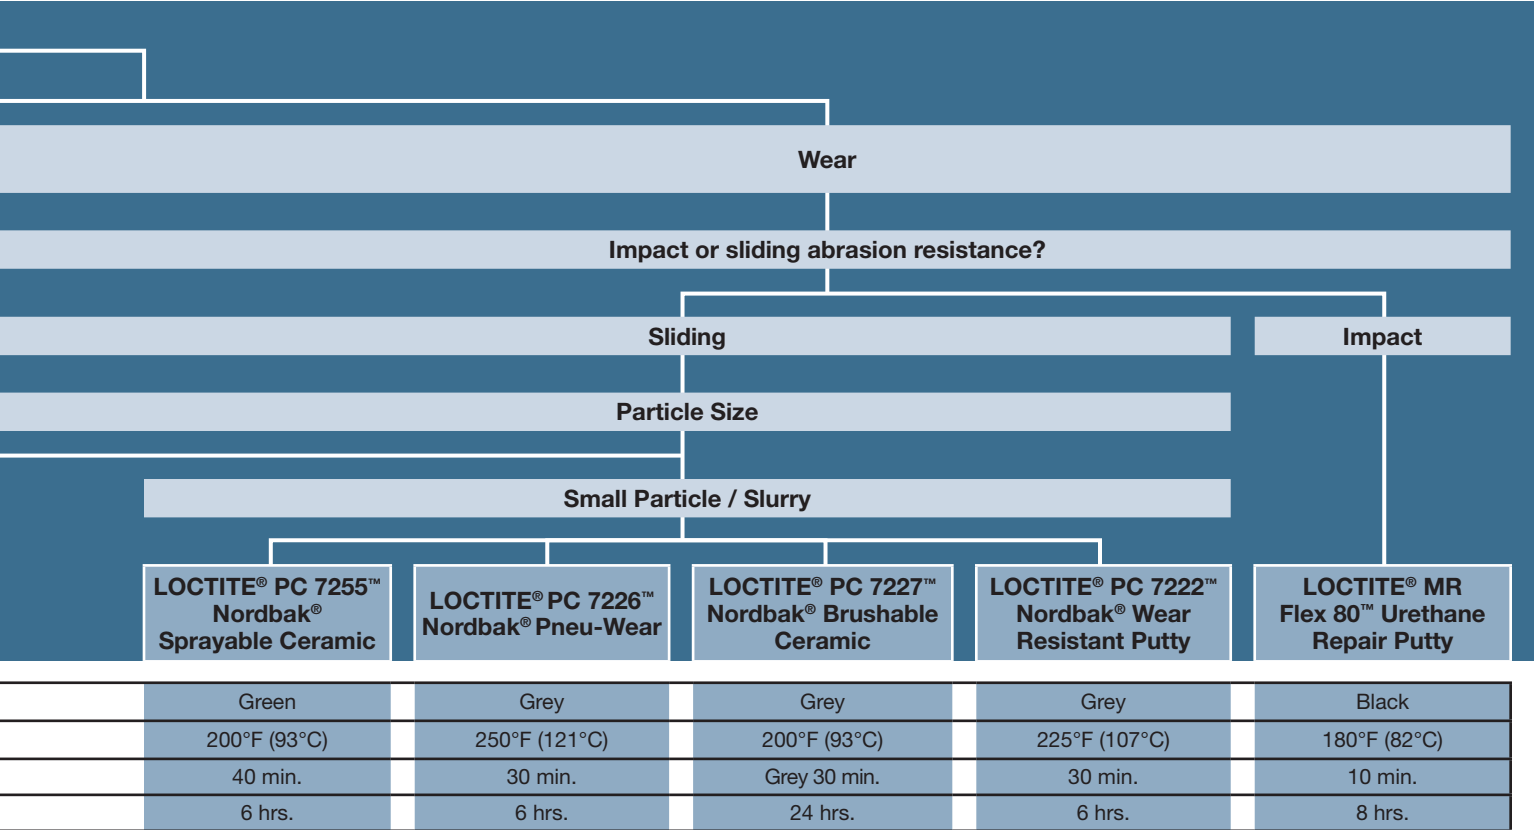 Wear
Impact or sliding abrasion resistance?
Sliding
Impact
Particle Size
Small Particle / Slurry
LOCTITE® PC 7255™
Nordbak®
Sprayable Ceramic
LOCTITE® PC 7226™
Nordbak® Pneu-Wear
LOCTITE® PC 7227™
Nordbak® Brushable
Ceramic
LOCTITE® PC 7222™
Nordbak® Wear
Resistant Putty
LOCTITE® MR
Flex 80™ Urethane
Repair Putty
Green Grey Grey Grey Black
200°F (93°C) 250°F (121°C) 200°F (93°C) 225°F (107°C) 180°F (82°C)
40 min. 30 min. Grey 30 min. 30 min. 10 min.
6 hrs. 6 hrs. 24 hrs. 6 hrs. 8 hrs.